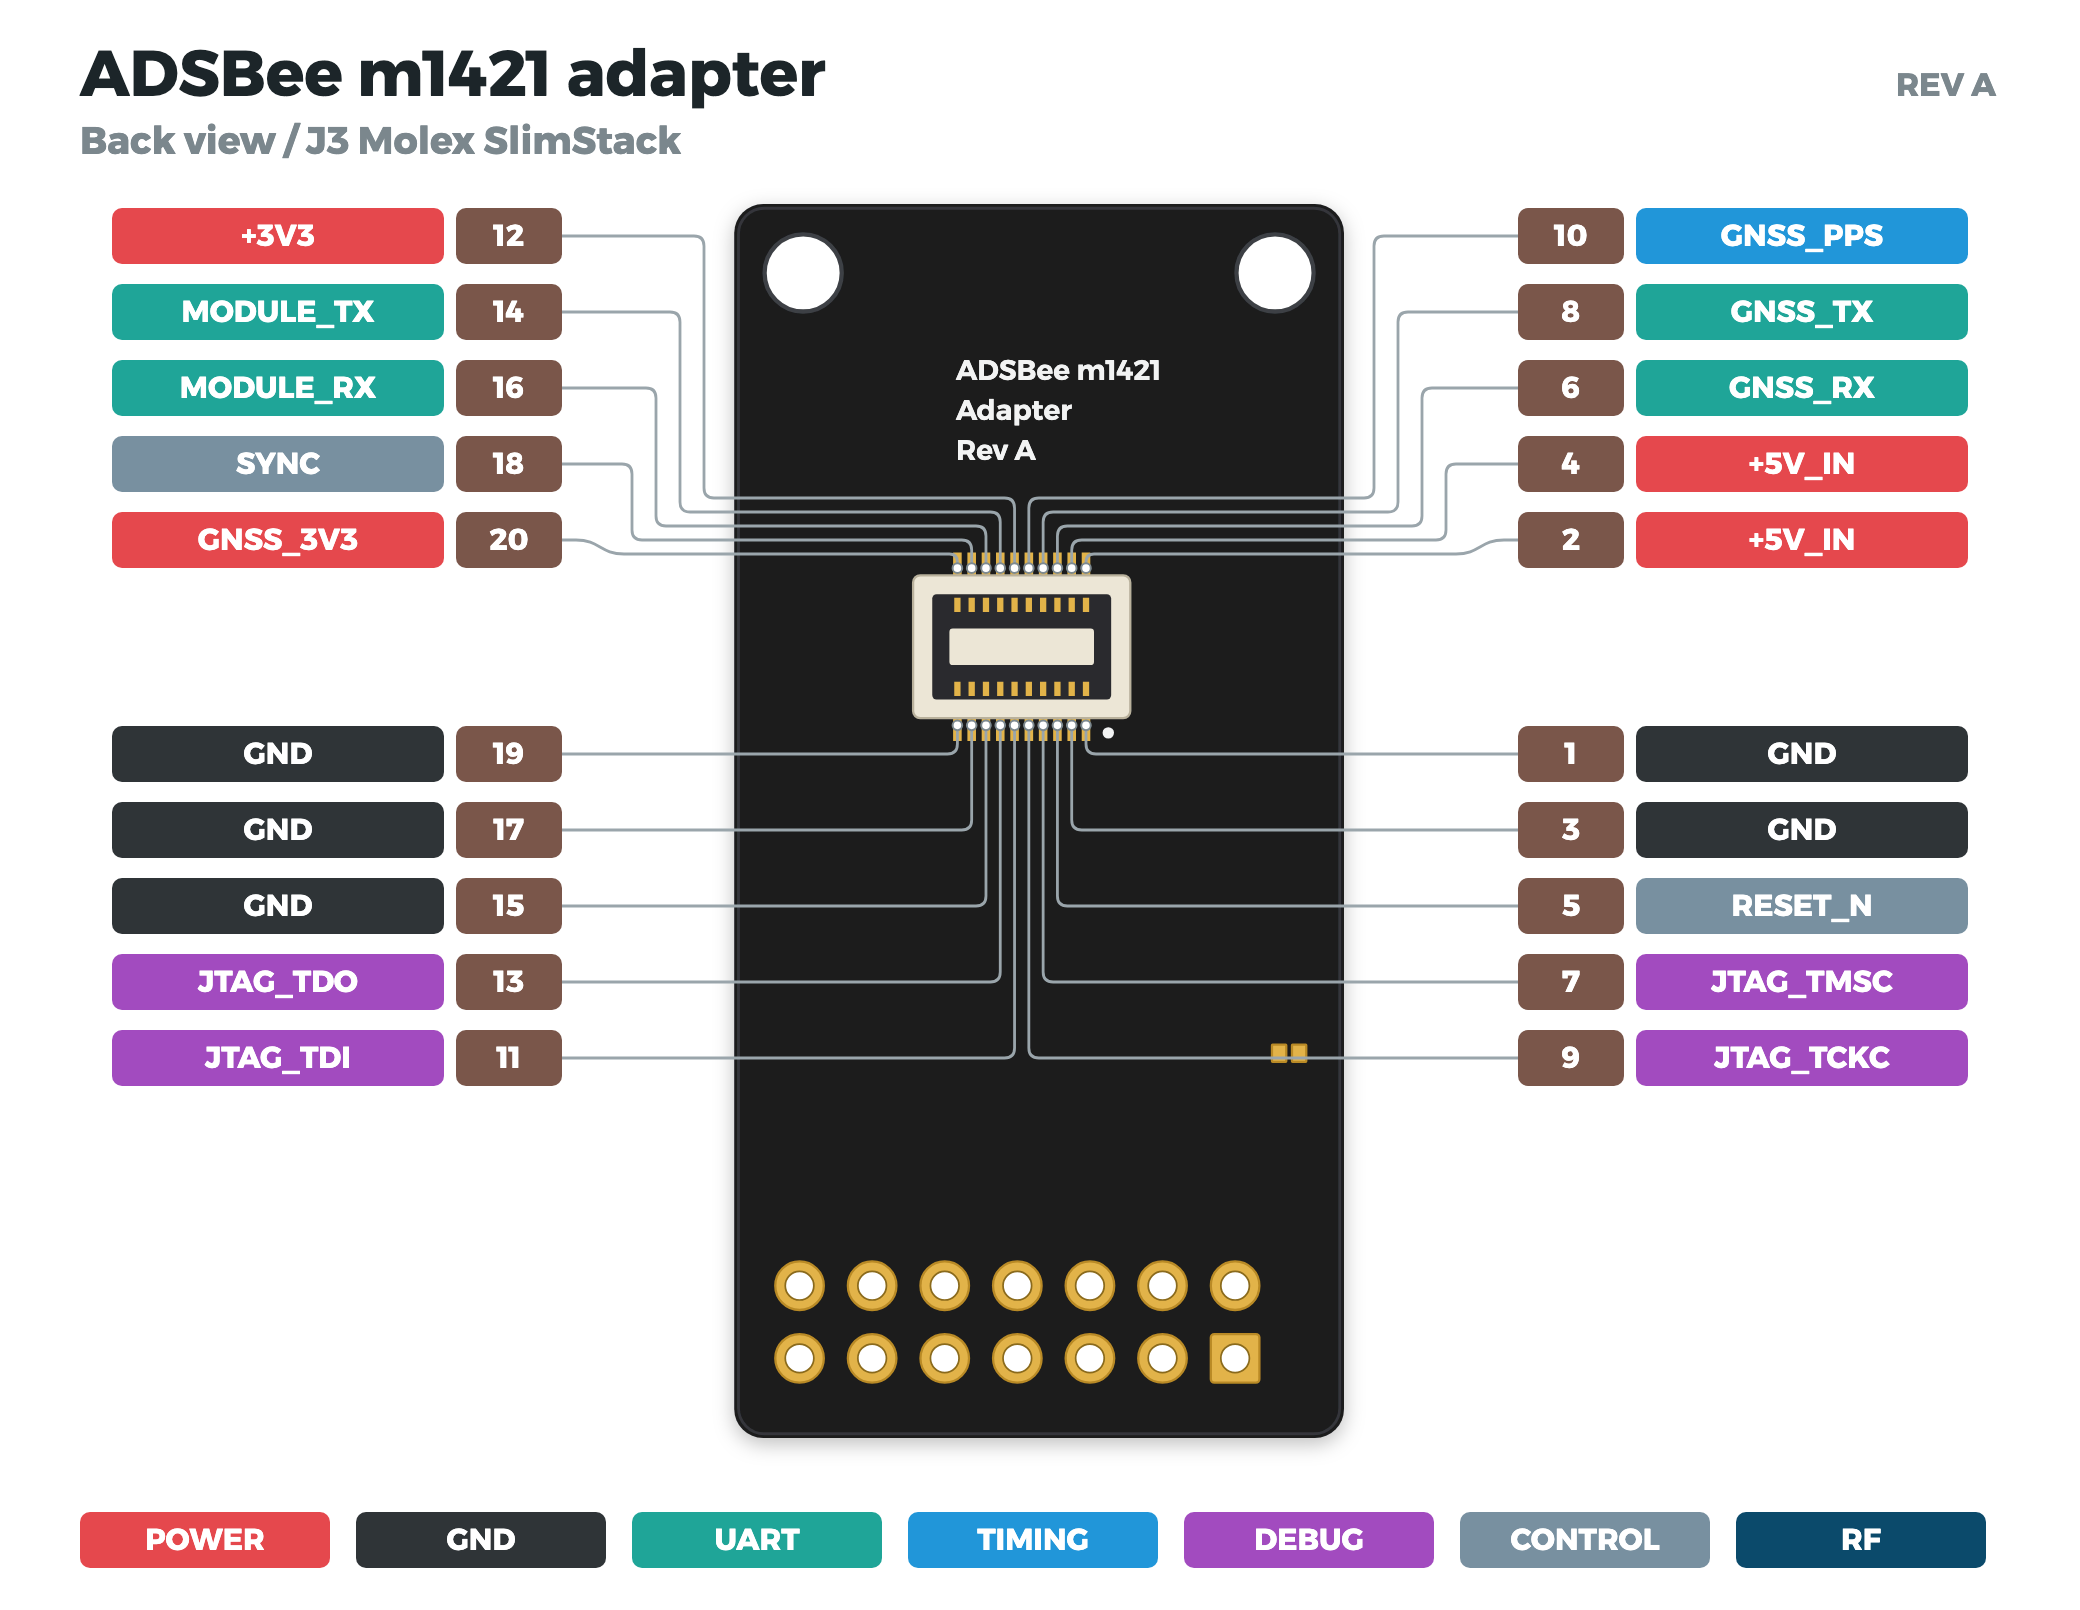 ADSBee m1421 adapter
REV A
Back view / J3 Molex SlimStack
+3V3 12
MODULE_TX 14
MODULE_RX 16
SYNC 18
GNSS_3V3 20
10 GNSS_PPS
8 GNSS_TX
6 GNSS_RX
4 +5V_IN
2 +5V_IN
ADSBee m1421
Adapter
Rev A
GND 19
GND 17
GND 15
JTAG_TDO 13
JTAG_TDI 11
1 GND
3 GND
5 RESET_N
7 JTAG_TMSC
9 JTAG_TCKC
POWER GND UART TIMING DEBUG CONTROL RF